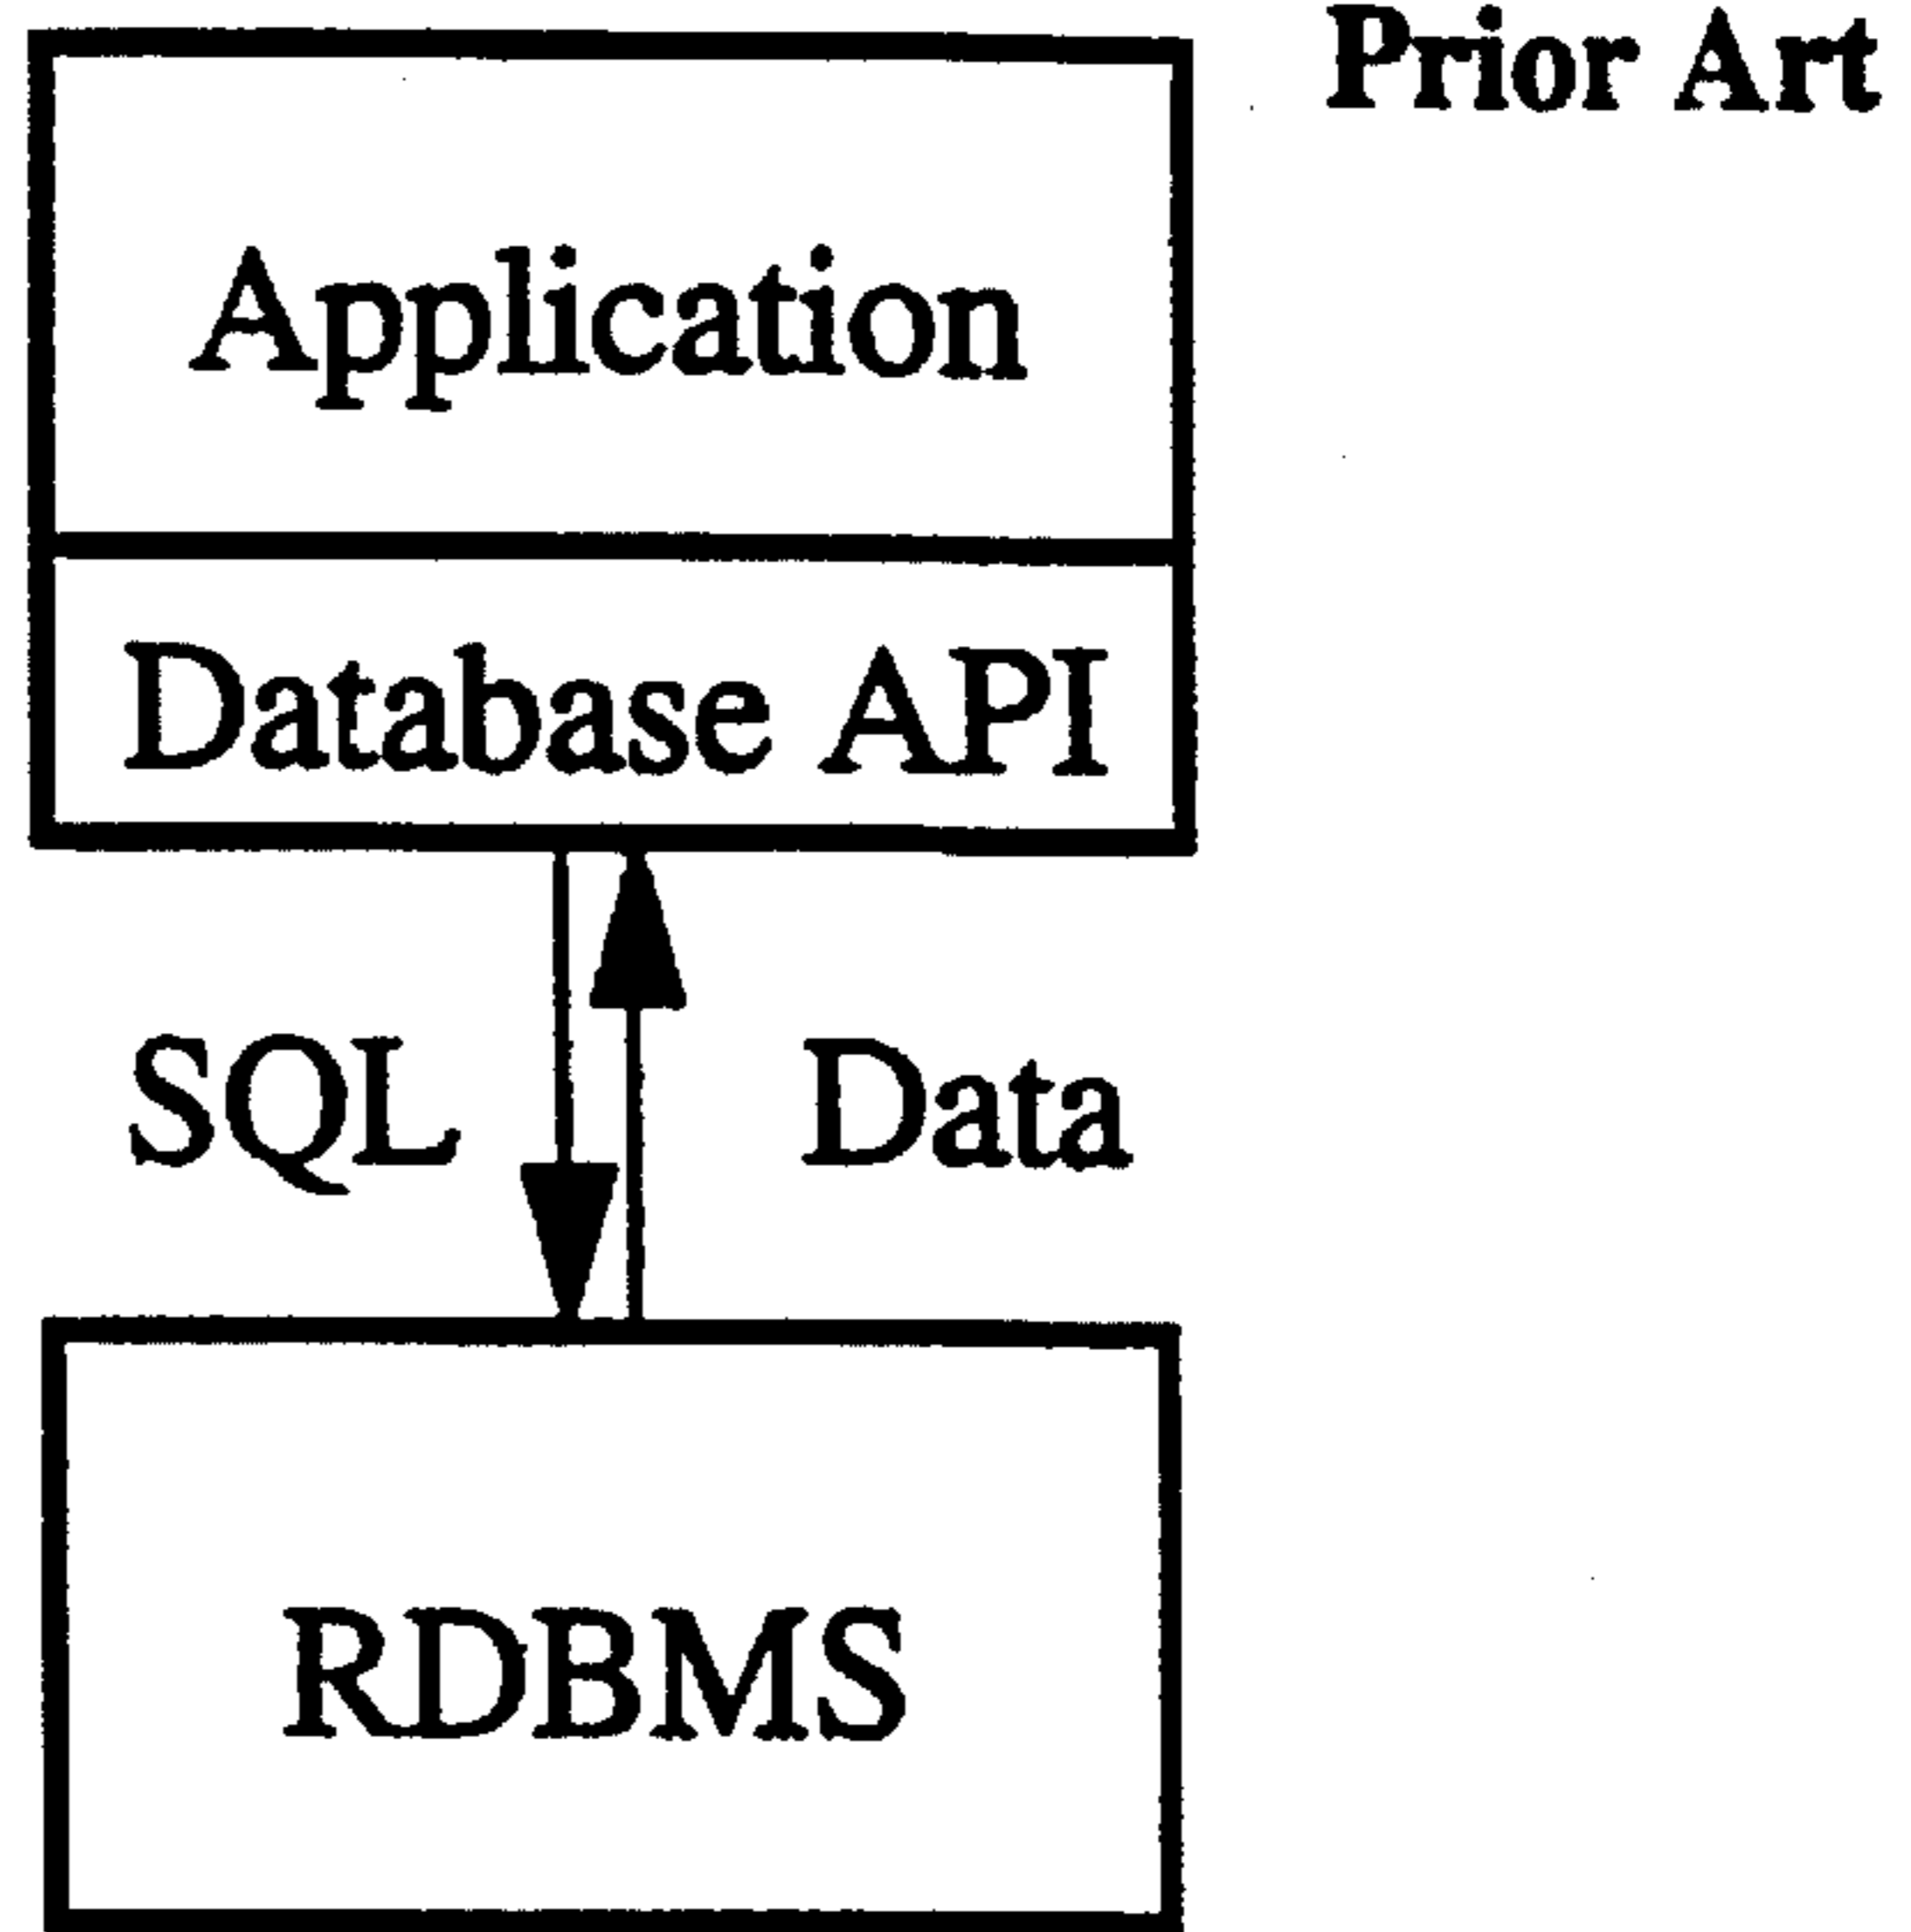 Prior Art
Application
Database API
SQL
Data
RDBMS